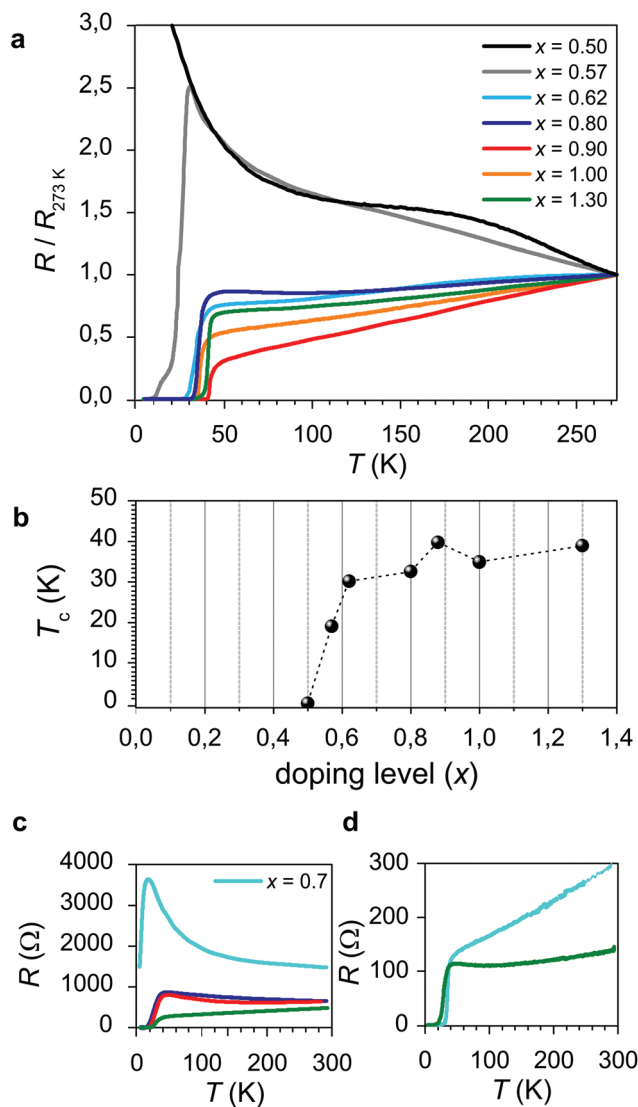 a
3,0
2,5
2,0
1,5
1,0
0,5
0,0
R / R273 K
x = 0.50
x = 0.57
x = 0.62
x = 0.80
x = 0.90
x = 1.00
x = 1.30
0 50 100 150 200 250
T (K)
b
50
40
30
20
10
0
Tc (K)
0,0 0,2 0,4 0,6 0,8 1,0 1,2 1,4
doping level (x)
c
4000
3000
2000
1000
0
R (Ω)
x = 0.7
0 100 200 300
T (K)
d
300
200
100
0
R (Ω)
0 100 200 300
T (K)